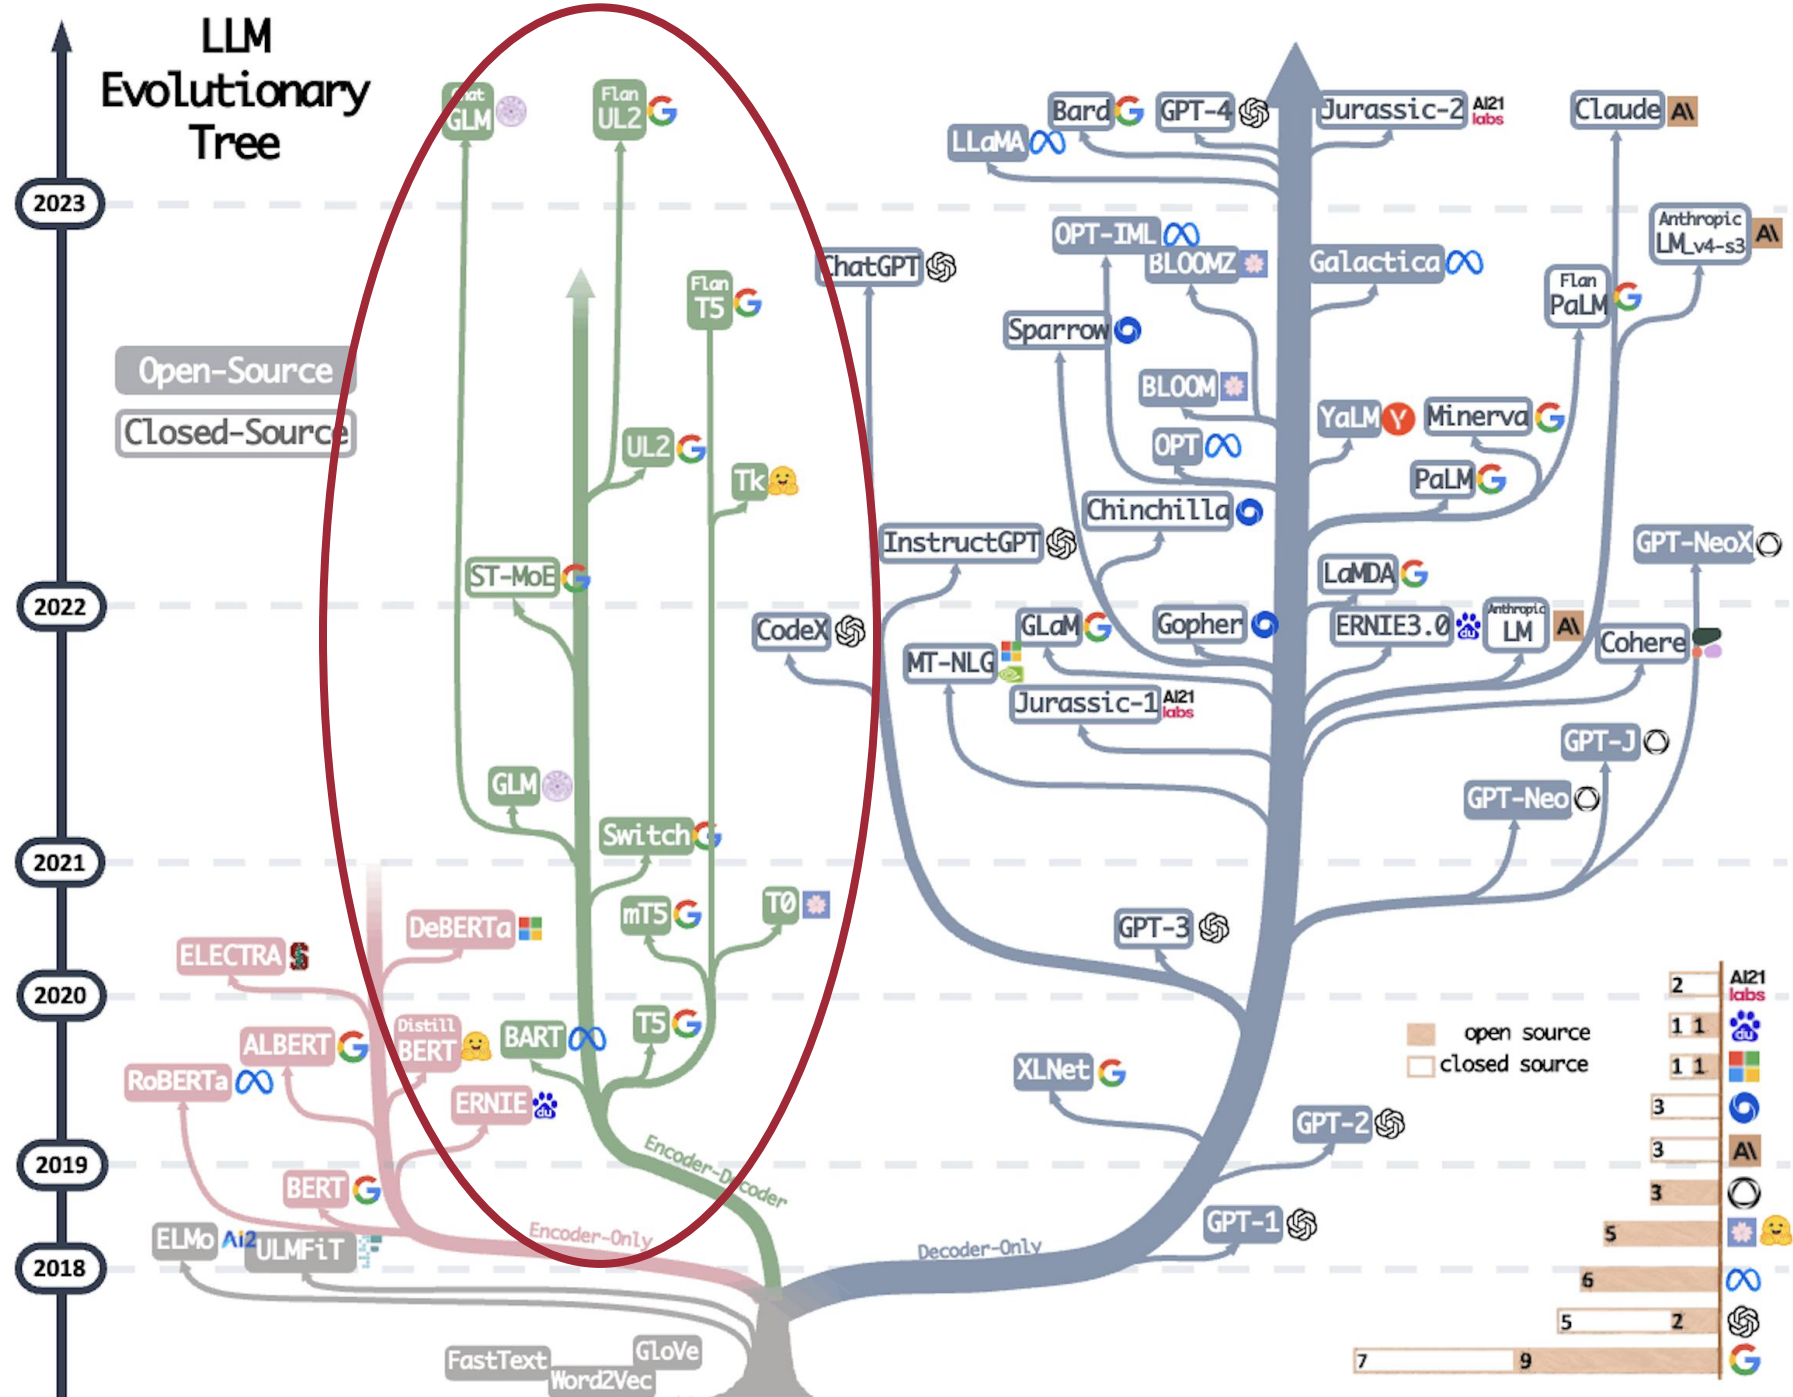 LLM
Evolutionary
Tree
Chat
GLM
Flan
UL2
Bard
GPT-4
Jurassic-2
AI21
labs
Claude
A\
LLaMA
2023
OPT-IML
BLOOMZ
Galactica
Anthropic
LM_v4-s3
A\
ChatGPT
Flan
T5
Flan
PaLM
Sparrow
Open-Source
Closed-Source
BLOOM
YaLM
Y
Minerva
UL2
OPT
Tk
PaLM
Chinchilla
InstructGPT
GPT-NeoX
ST-MoE
LaMDA
2022
CodeX
GLaM
Gopher
ERNIE3.0
du
Anthropic
LM
A\
Cohere
MT-NLG
Jurassic-1
AI21
labs
GPT-J
GLM
GPT-Neo
Switch
2021
mT5
T0
DeBERTa
GPT-3
ELECTRA
S
2020
2
AI21
labs
ALBERT
Distill
BERT
BART
T5
open source
1 1
du
closed source
1 1
RoBERTa
XLNet
ERNIE
du
3
GPT-2
2019
Encoder-Decoder
3
A\
BERT
3
ELMo
Ai2
ULMFiT
Encoder-Only
Decoder-Only
GPT-1
5
2018
6
5 2
FastText
Word2Vec
GloVe
7 9